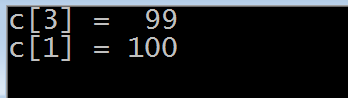 c[3] =  99
c[1] = 100